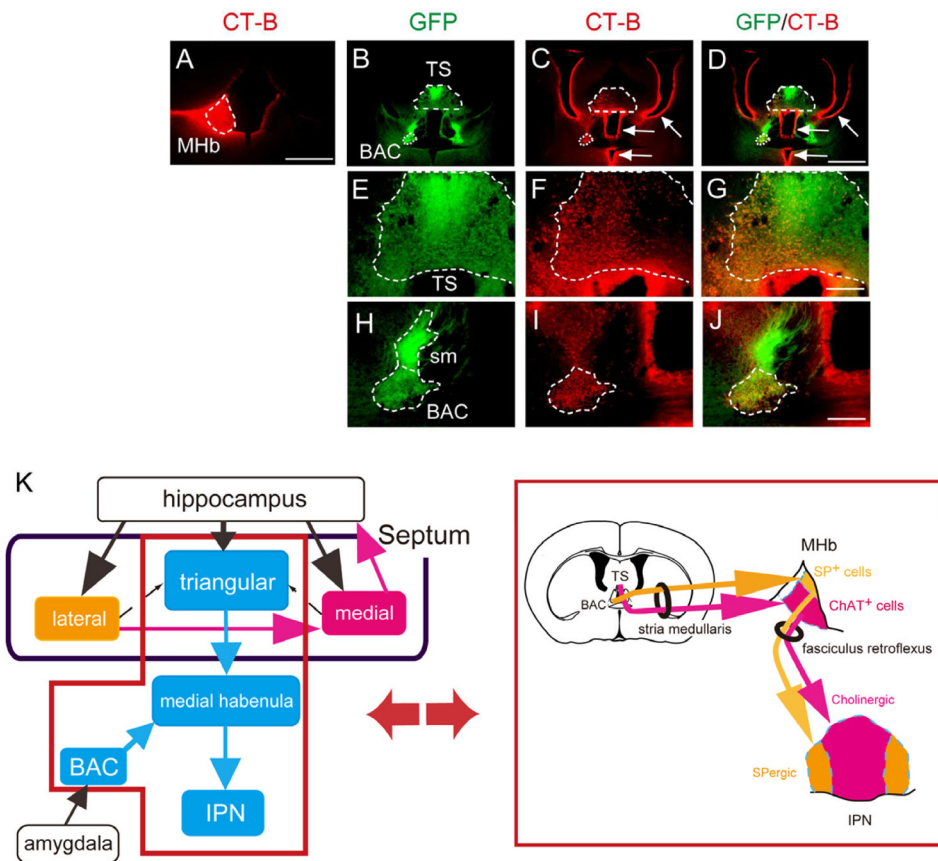 CT-B GFP CT-B GFP/CT-B
A B C D
TS
MHb BAC
E F G
TS
H I J
sm
BAC
K
hippocampus
Septum
triangular
lateral
medial
medial habenula
BAC
IPN
amygdala
MHb
TS
SP+ cells
BAC
ChAT+ cells
stria medullaris
fasciculus retroflexus
Cholinergic
SPergic
IPN